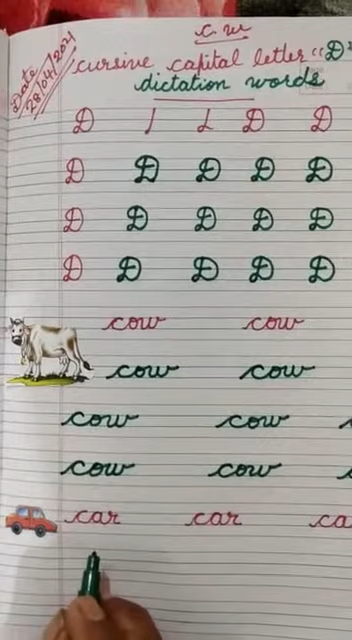 c.w
Date
28/04/2021
cursive capital letter "D"
dictation words
D D D
D D D D D
D D D D D
D D D D D
cow cow
cow cow
cow cow
cow cow
car car ca